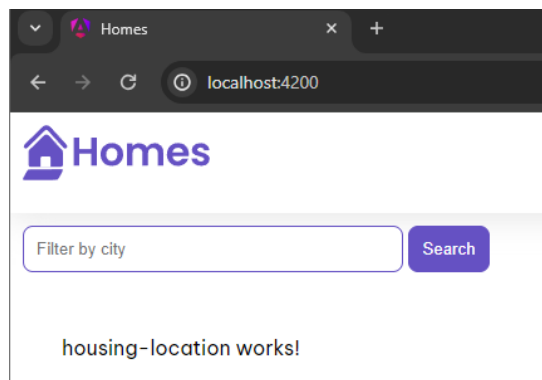 Homes
localhost:4200
Homes
Filter by city
Search
housing-location works!